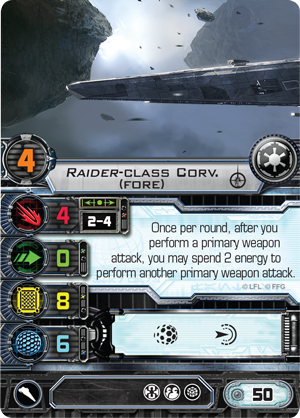 4
RAIDER-CLASS CORV.
(FORE)
4
2-4
0
8
6
Once per round, after you
perform a primary weapon
attack, you may spend 2 energy to
perform another primary weapon attack.
©LFL ©FFG
50